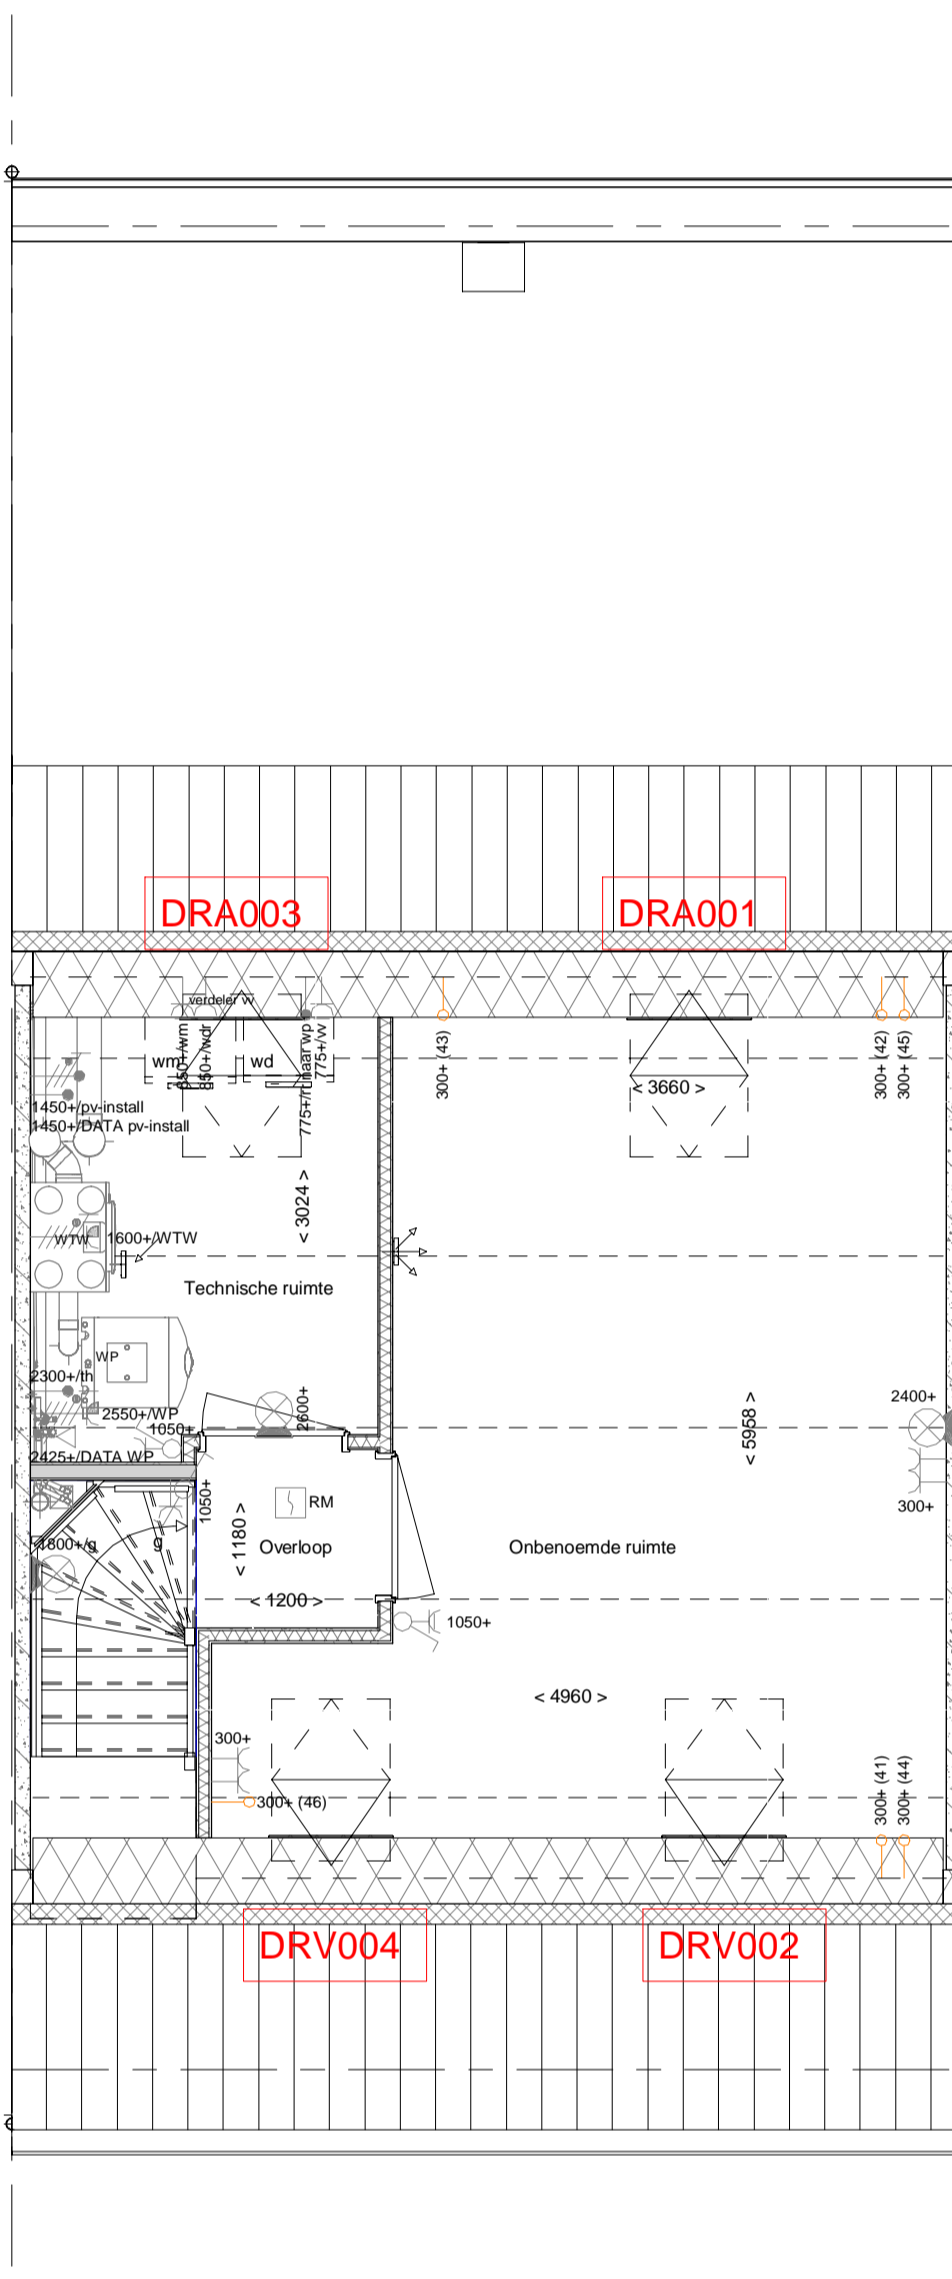 DRA003
DRA001
verdeler vv
wm
850+/wm
850+/wdr
wd
775+/vv
300+ (43)
300+ (42)
300+ (45)
< 3660 >
1450+/pv-install
1450+/DATA pv-install
< 3024 >
WTW
1600+/WTW
Technische ruimte
WP
2300+/th
2550+/WP
1050+
2600+
2400+
2425+/DATA WP
< 5958 >
1050+
RM
300+
1800+/g
g
< 1180 >
Overloop
Onbenoemde ruimte
< 1200 >
1050+
< 4960 >
300+
300+ (46)
300+ (41)
300+ (44)
DRV004
DRV002